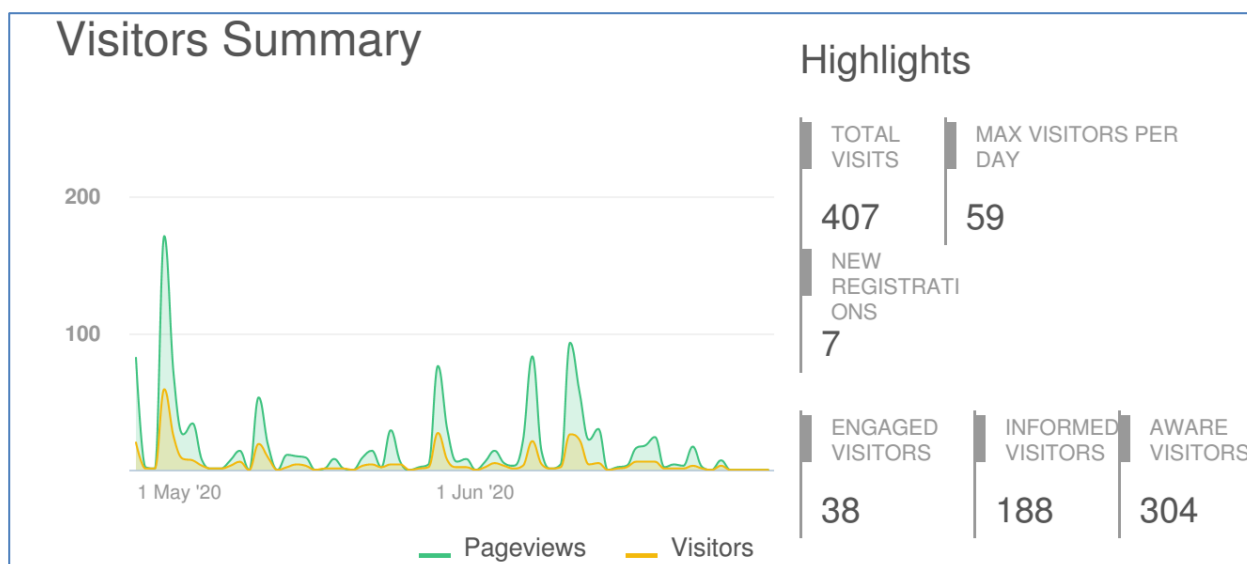 Visitors Summary
200
100
1 May '20
1 Jun '20
Pageviews
Visitors
Highlights
TOTAL
VISITS
407
MAX VISITORS PER
DAY
59
NEW
REGISTRATI
ONS
7
ENGAGED
VISITORS
38
INFORMED
VISITORS
188
AWARE
VISITORS
304